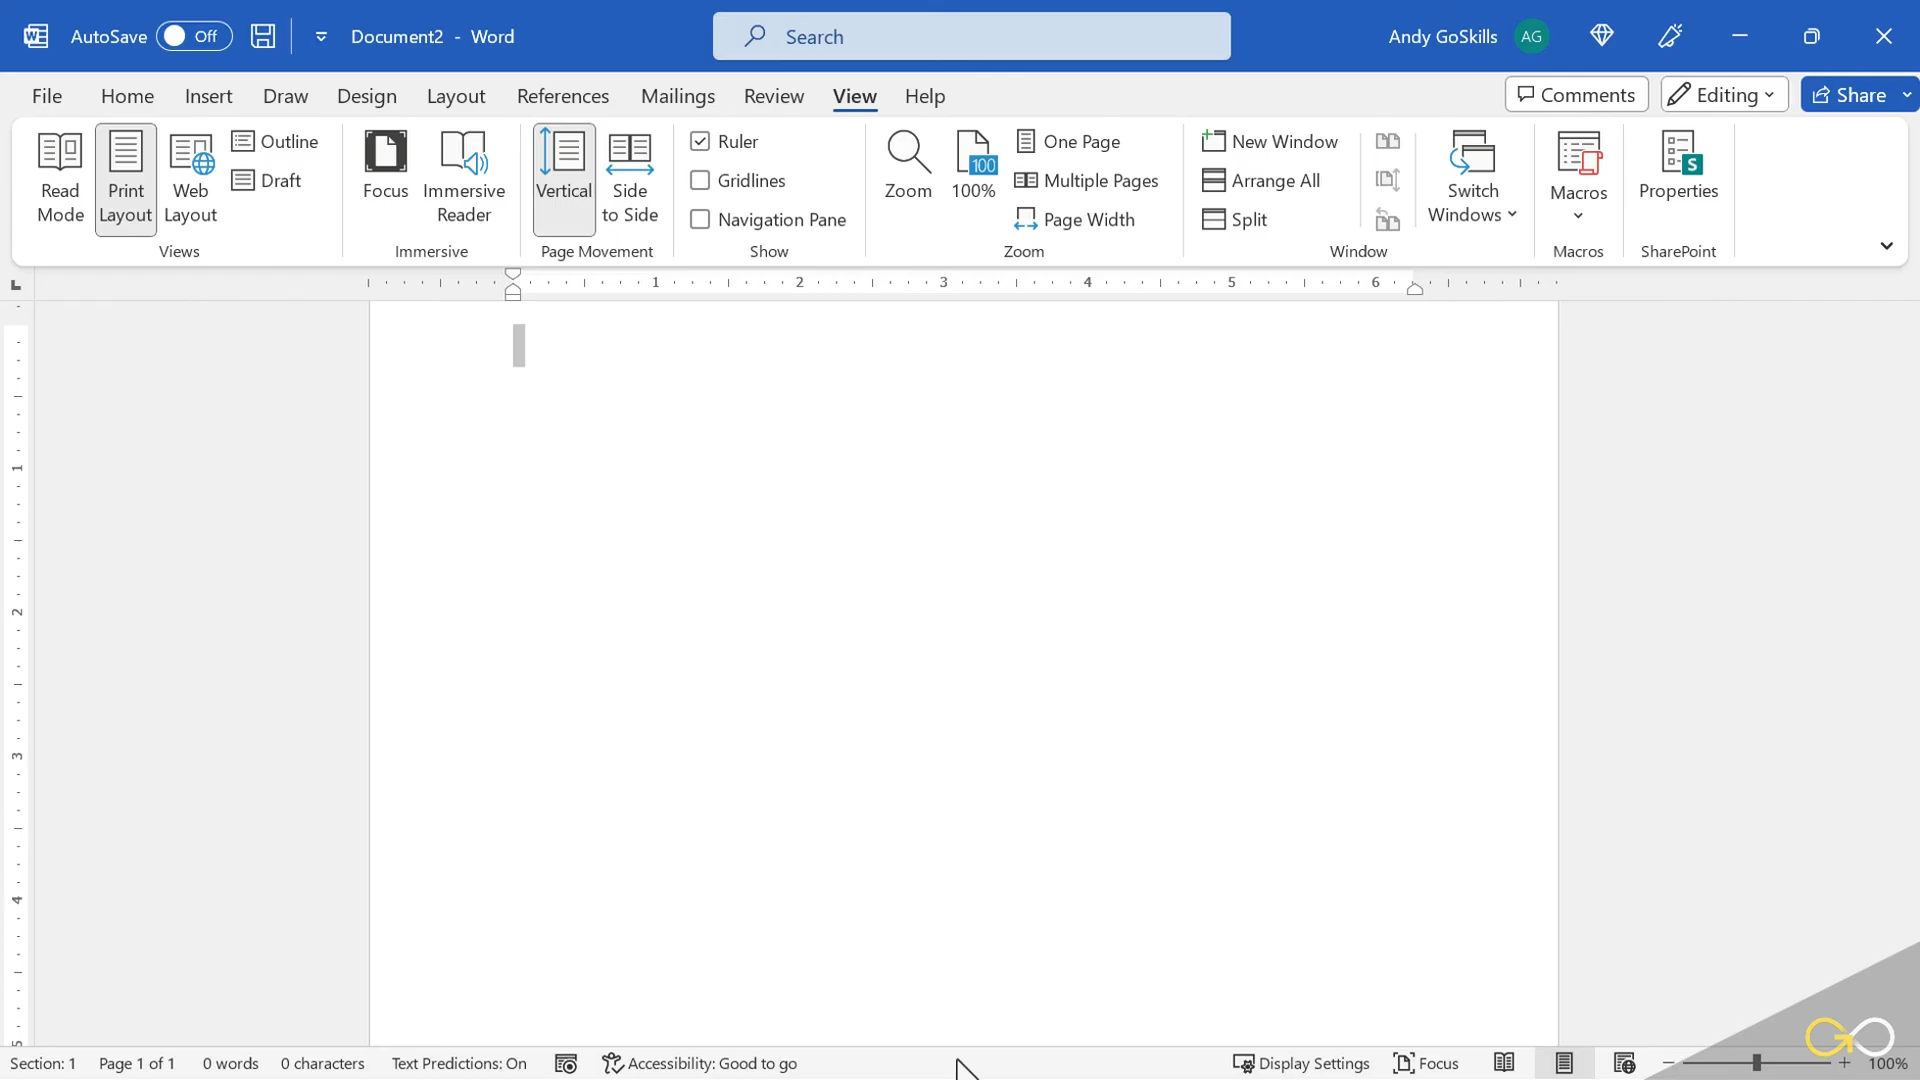 AutoSave Off Document2 - Word Search Andy GoSkills AG
File Home Insert Draw Design Layout References Mailings Review View Help Comments Editing Share
Read Mode
Print Layout
Web Layout
Outline
Draft
Views
Focus
Immersive Reader
Immersive
Vertical
Side to Side
Page Movement
Ruler
Gridlines
Navigation Pane
Show
Zoom
100
100%
One Page
Multiple Pages
Page Width
Zoom
New Window
Arrange All
Split
Switch Windows
Window
Macros
Macros
S
Properties
SharePoint
1 2 3 4 5 6
1
2
3
4
Section: 1 Page 1 of 1 0 words 0 characters Text Predictions: On Accessibility: Good to go Display Settings Focus 100%